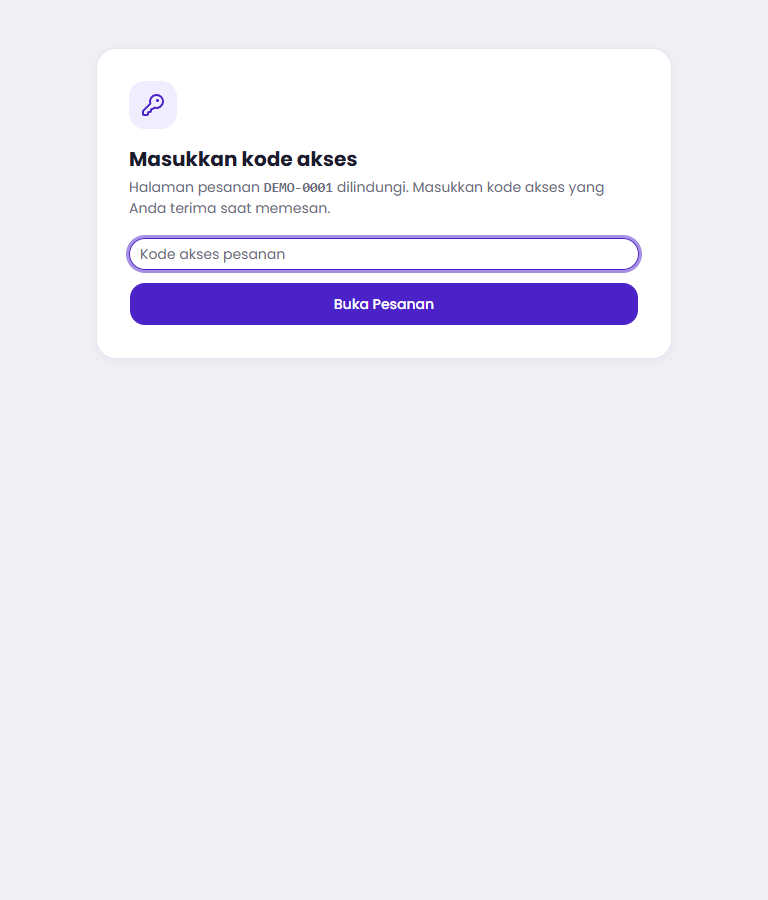 Masukkan kode akses
Halaman pesanan DEMO-0001 dilindungi. Masukkan kode akses yang
Anda terima saat memesan.
Kode akses pesanan
Buka Pesanan